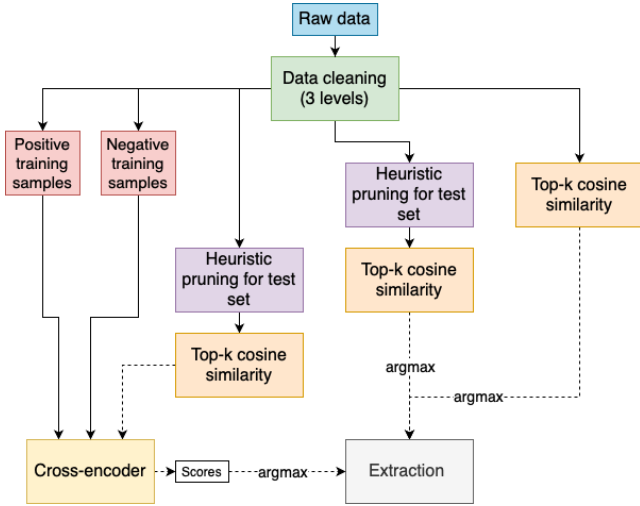 Raw data
Data cleaning
(3 levels)
Positive
training
samples
Negative
training
samples
Heuristic
pruning for test
set
Top-k cosine
similarity
Heuristic
pruning for test
set
Top-k cosine
similarity
Top-k cosine
similarity
argmax
argmax
Cross-encoder
Scores
argmax
Extraction